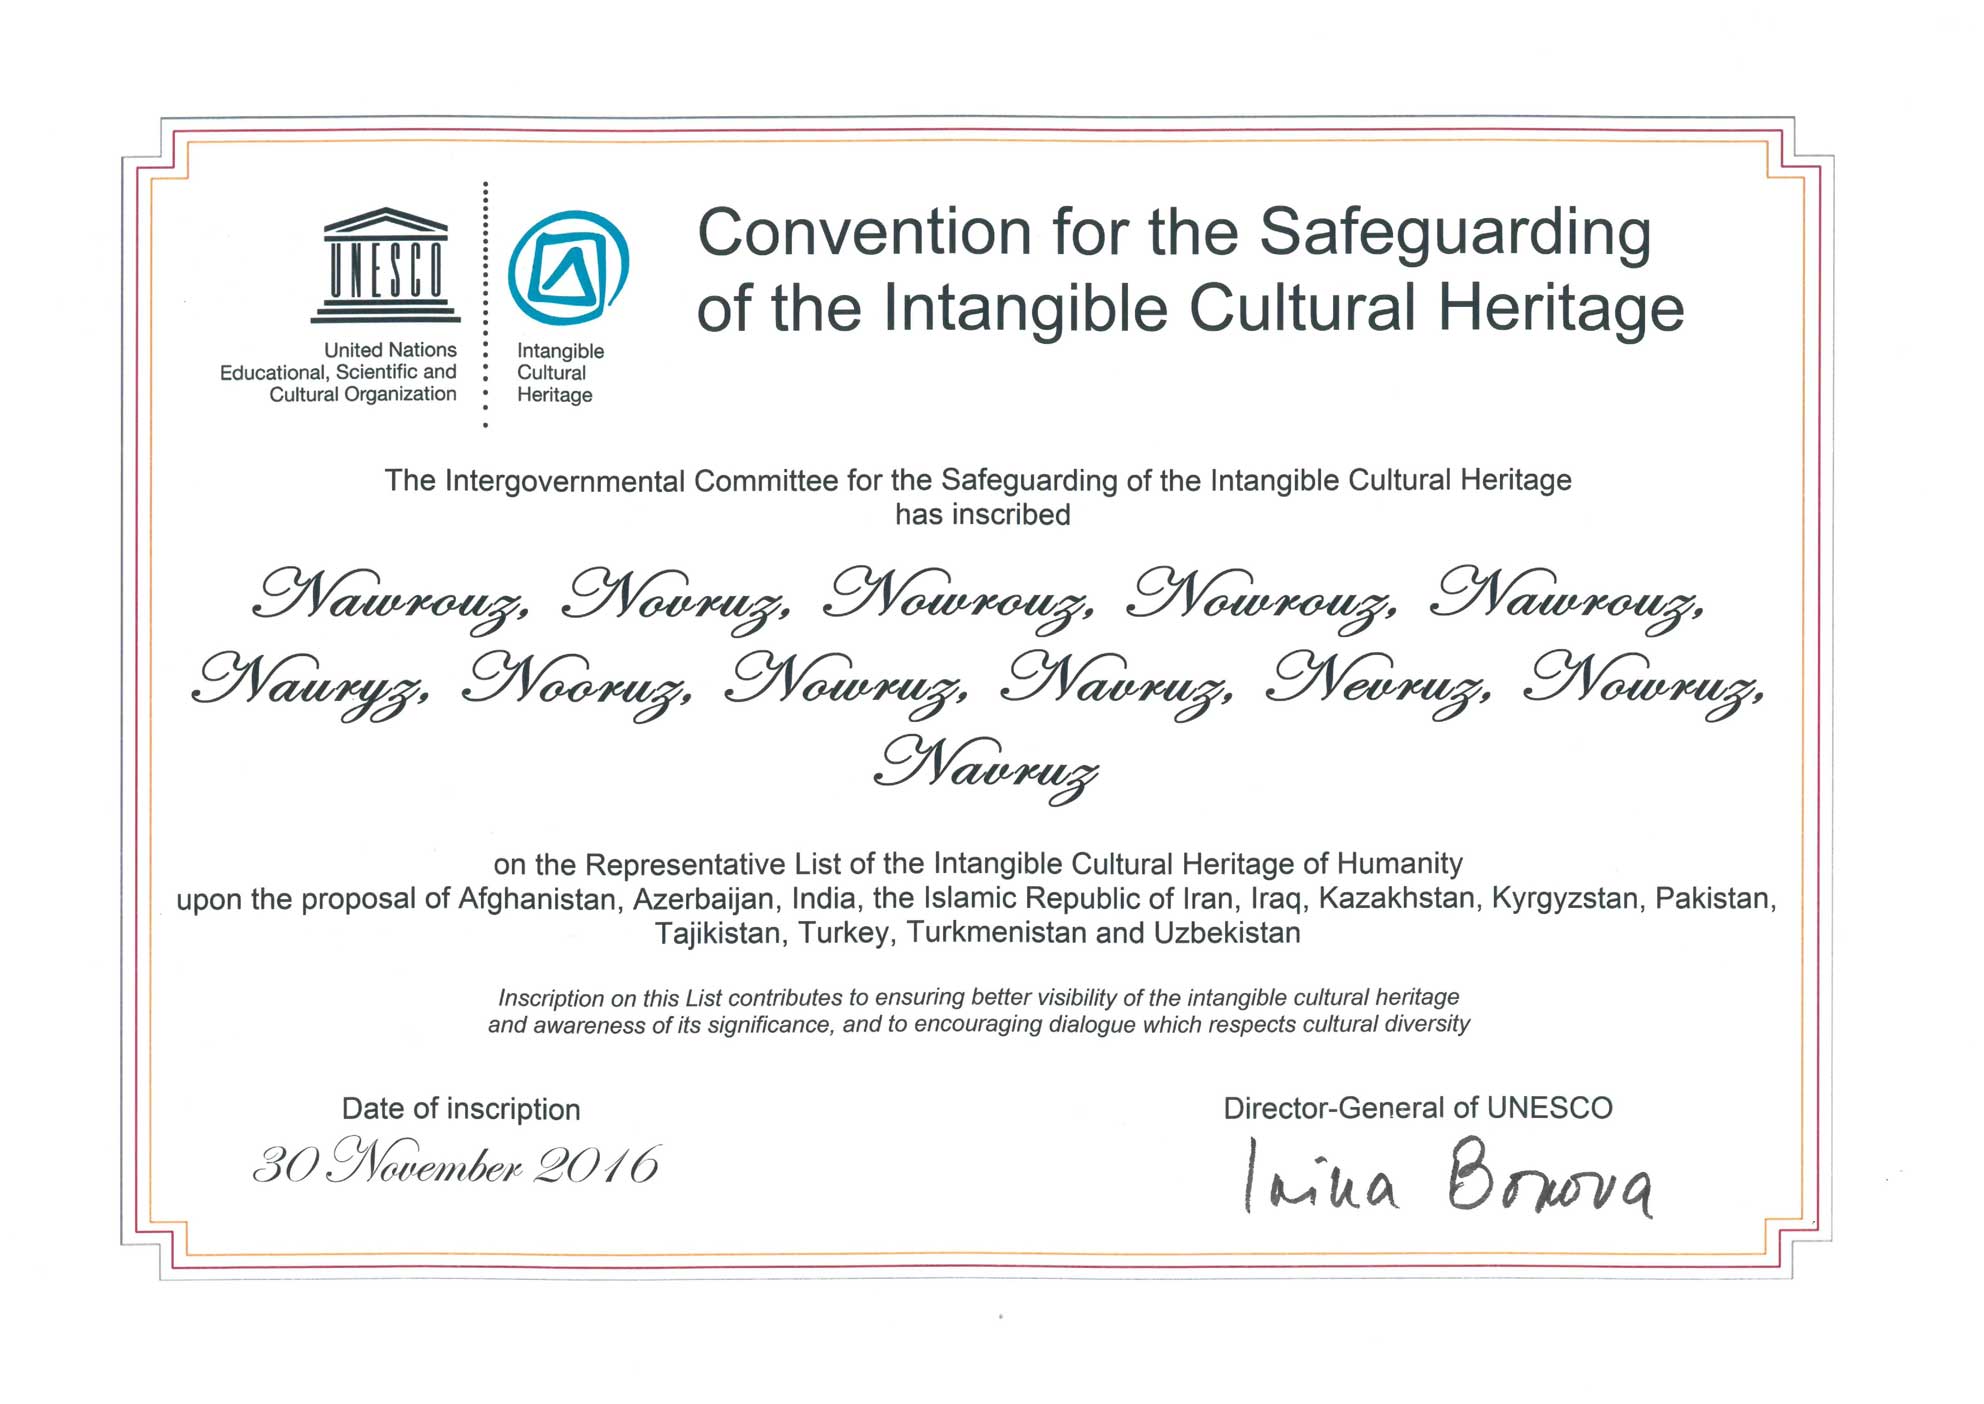 UNESCO
United Nations
Educational, Scientific and
Cultural Organization
Intangible
Cultural
Heritage
Convention for the Safeguarding
of the Intangible Cultural Heritage
The Intergovernmental Committee for the Safeguarding of the Intangible Cultural Heritage
has inscribed
Nawrouz, Novruz, Nowrouz, Nowrouz, Nawrouz,
Nauryz, Nooruz, Nowruz, Navruz, Nevruz, Nowruz,
Navruz
on the Representative List of the Intangible Cultural Heritage of Humanity
upon the proposal of Afghanistan, Azerbaijan, India, the Islamic Republic of Iran, Iraq, Kazakhstan, Kyrgyzstan, Pakistan,
Tajikistan, Turkey, Turkmenistan and Uzbekistan
Inscription on this List contributes to ensuring better visibility of the intangible cultural heritage
and awareness of its significance, and to encouraging dialogue which respects cultural diversity
Date of inscription
30 November 2016
Director-General of UNESCO
Irina Bokova